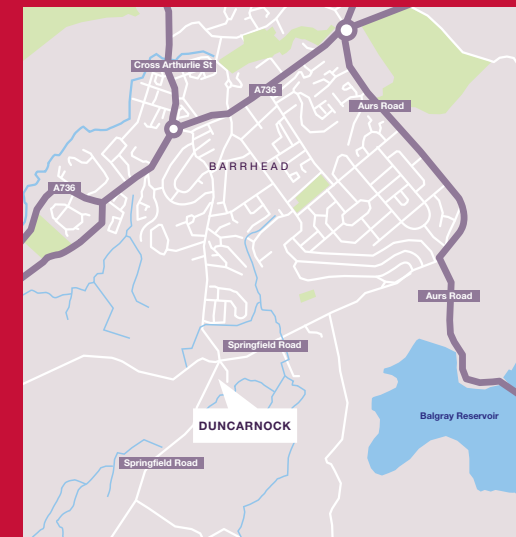 Cross Arthurlie St
A736
Aurs Road
BARRHEAD
A736
Aurs Road
Springfield Road
Balgray Reservoir
DUNCARNOCK
Springfield Road